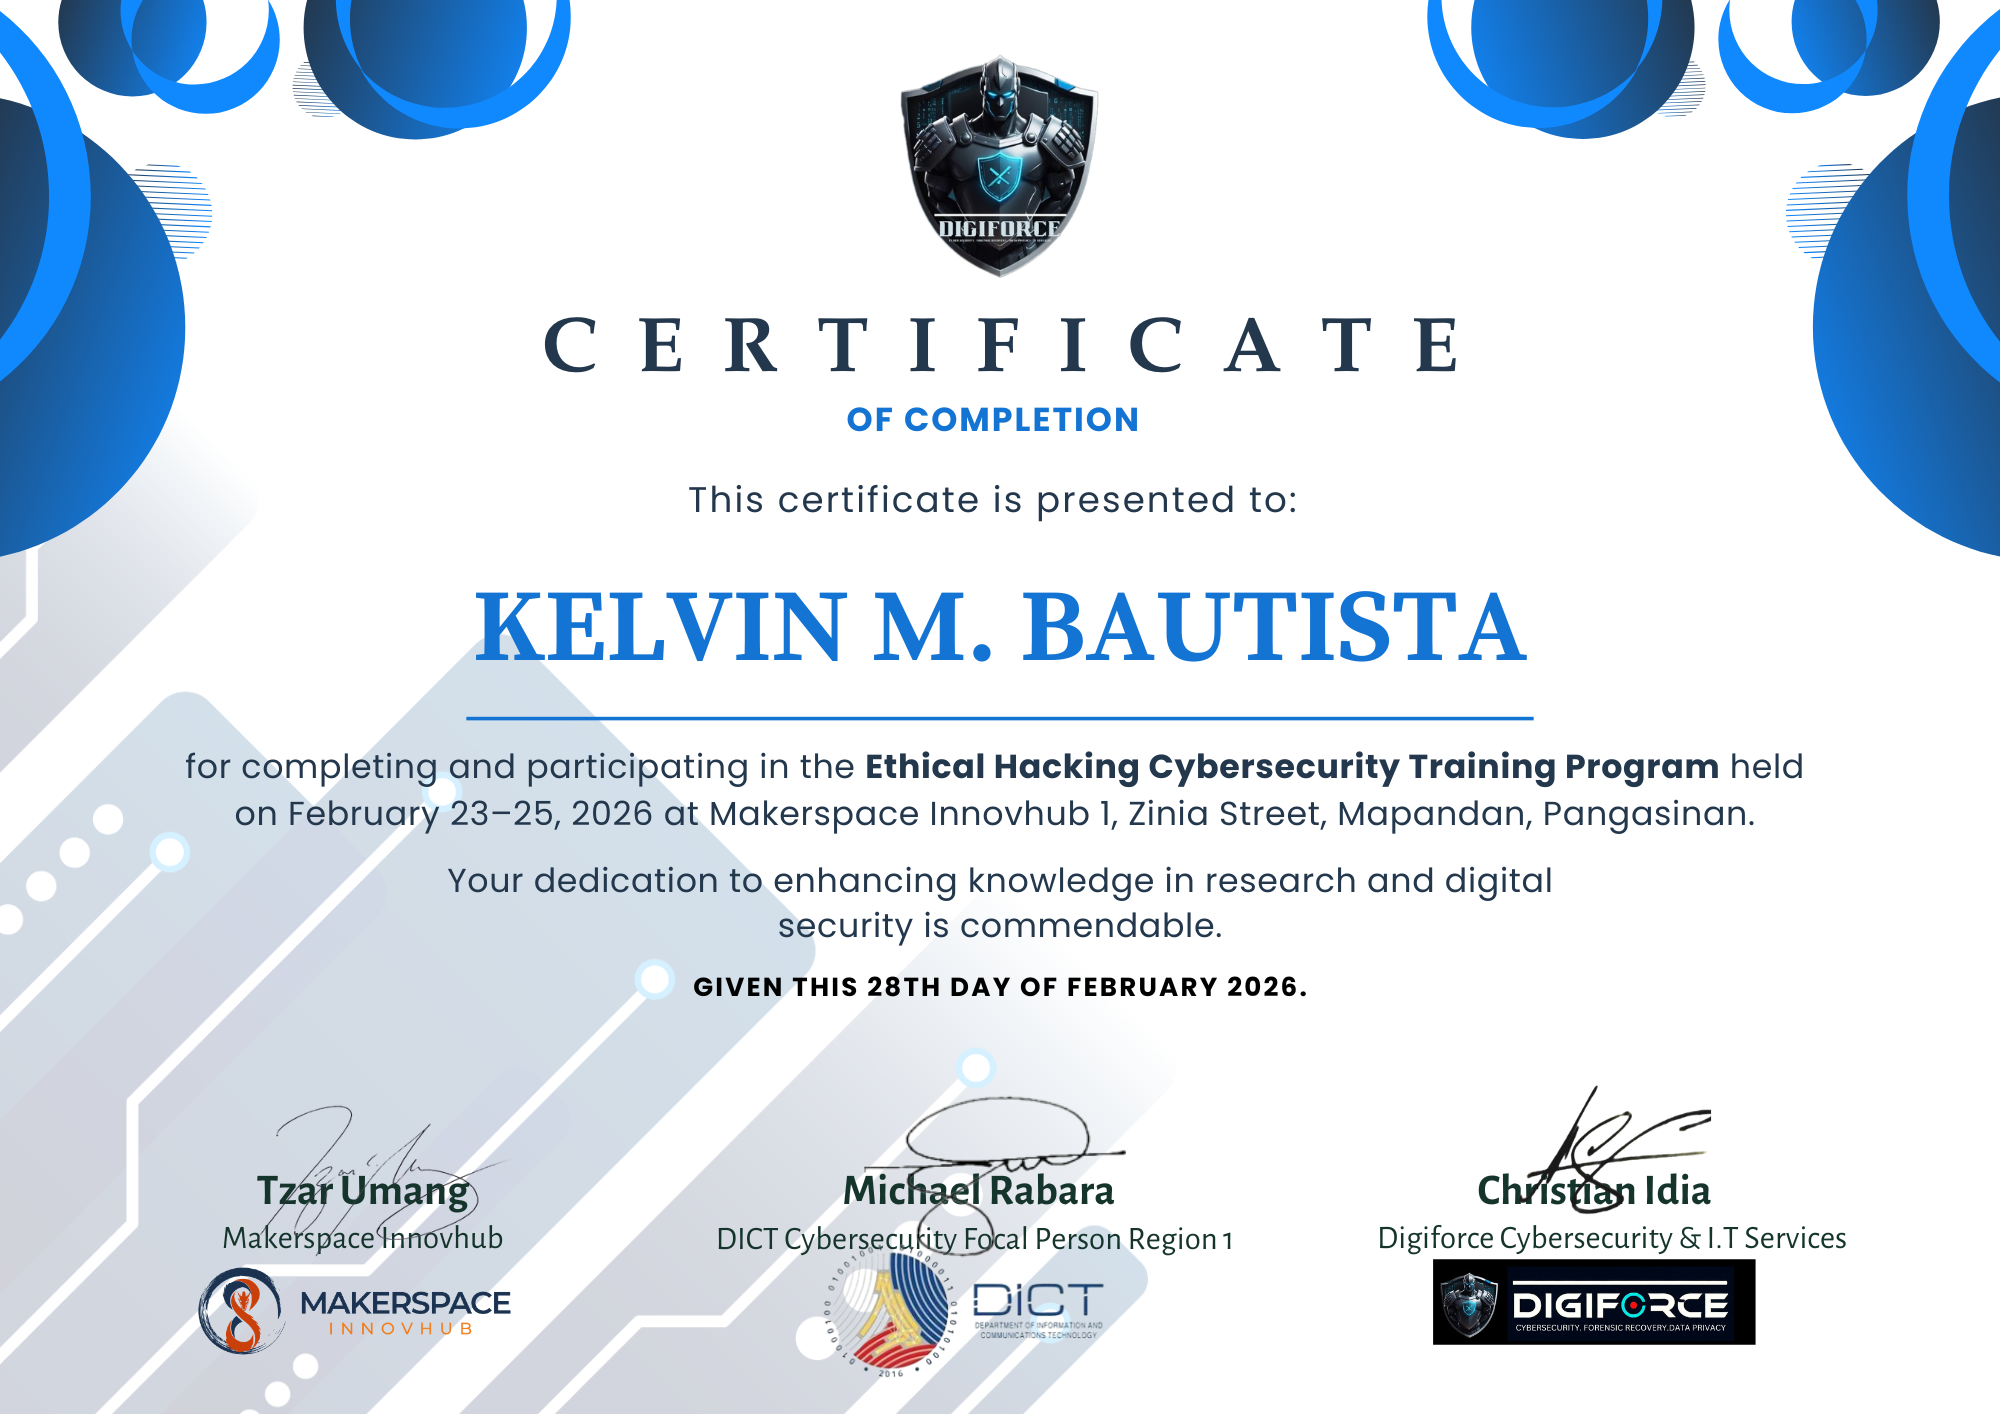 DIGIFORCE
CERTIFICATE
OF COMPLETION
This certificate is presented to:
KELVIN M. BAUTISTA
for completing and participating in the Ethical Hacking Cybersecurity Training Program held
on February 23–25, 2026 at Makerspace Innovhub 1, Zinia Street, Mapandan, Pangasinan.
Your dedication to enhancing knowledge in research and digital
security is commendable.
GIVEN THIS 28TH DAY OF FEBRUARY 2026.
Tzar Umang
Makerspace Innovhub
MAKERSPACE
INNOVHUB
Michael Rabara
DICT Cybersecurity Focal Person Region 1
2016
DICT
DEPARTMENT OF INFORMATION AND
COMMUNICATIONS TECHNOLOGY
Christian Idia
Digiforce Cybersecurity & I.T Services
DIGIFORCE
CYBERSECURITY. FORENSIC RECOVERY.DATA PRIVACY